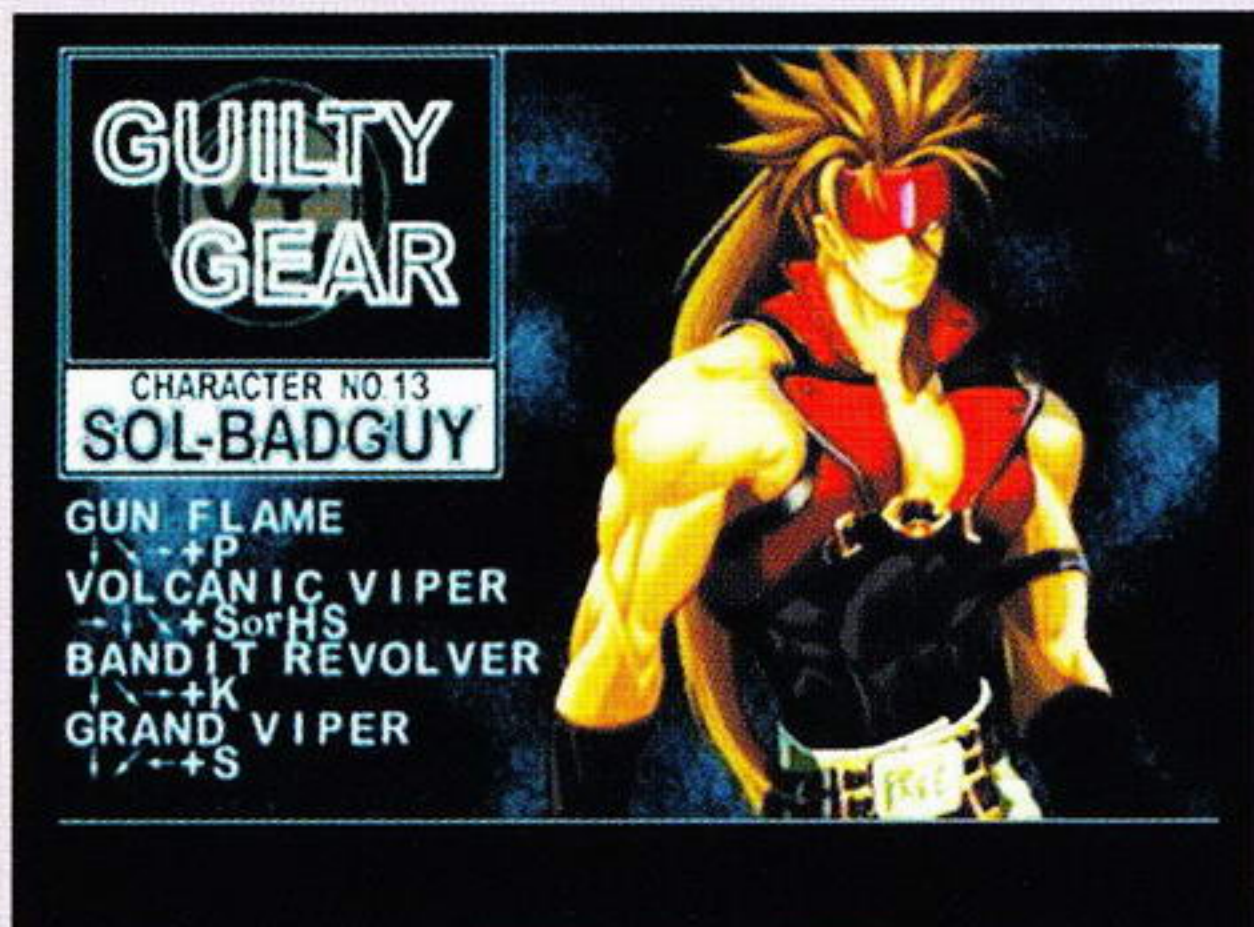 GUILTY
GEAR
CHARACTER NO.13
SOL-BADGUY
GUN FLAME
↓↘→+P
VOLCANIC VIPER
→↓↘+SorHS
BANDIT REVOLVER
↓↘→+K
GRAND VIPER
↓↙←+S